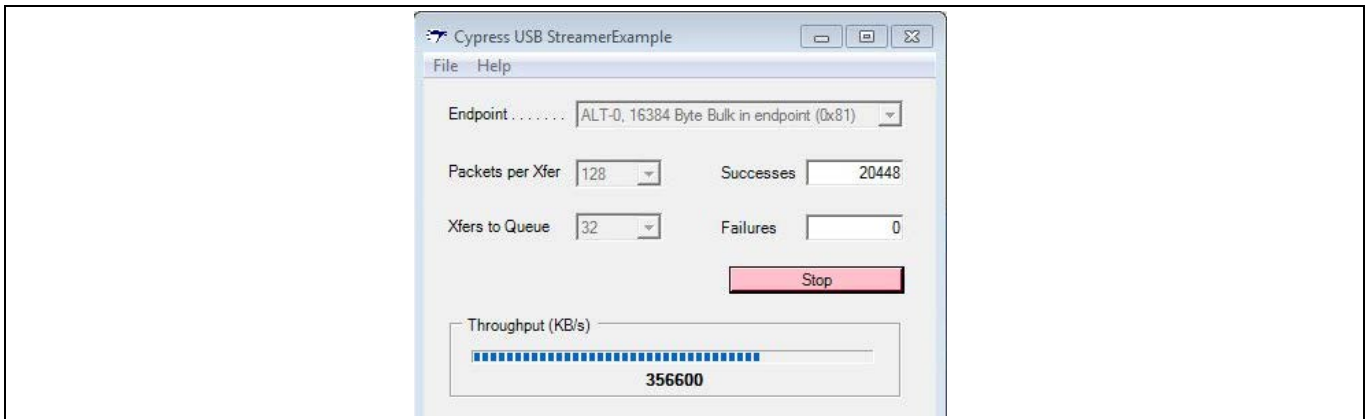 Cypress USB StreamerExample
File Help
Endpoint . . . . . . . ALT-0, 16384 Byte Bulk in endpoint (0x81)
Packets per Xfer 128 Successes 20448
Xfers to Queue 32 Failures 0
Stop
Throughput (KB/s)
356600